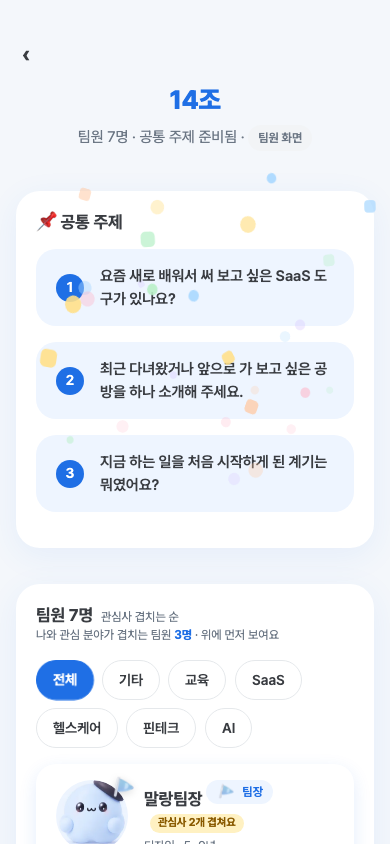 ‹
14조
팀원 7명 · 공통 주제 준비됨 · 팀원 화면
📌 공통 주제
1 요즘 새로 배워서 써 보고 싶은 SaaS 도
구가 있나요?
2 최근 다녀왔거나 앞으로 가 보고 싶은 공
방을 하나 소개해 주세요.
3 지금 하는 일을 처음 시작하게 된 계기는
뭐였어요?
팀원 7명 관심사 겹치는 순
나와 관심 분야가 겹치는 팀원 3명 · 위에 먼저 보여요
전체 기타 교육 SaaS
헬스케어 핀테크 AI
말랑팀장 팀장
관심사 2개 겹쳐요